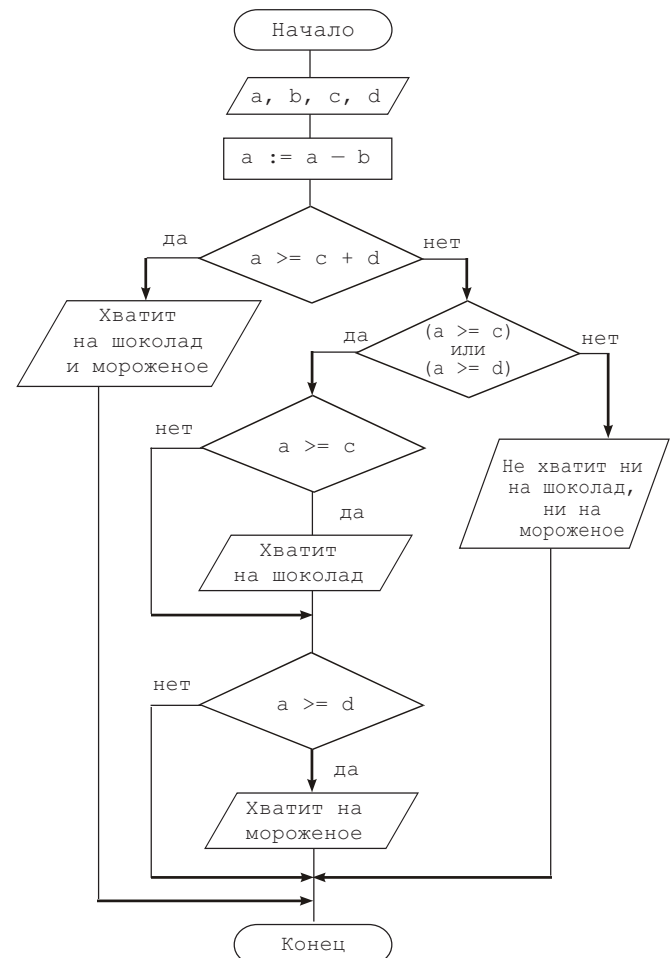 Начало
a, b, c, d
a := a — b
да
a >= c + d
нет
Хватит
на шоколад
и мороженое
да
(a >= c)
или
(a >= d)
нет
нет
a >= c
Не хватит ни
на шоколад,
ни на
мороженое
да
Хватит
на шоколад
нет
a >= d
да
Хватит на
мороженое
Конец